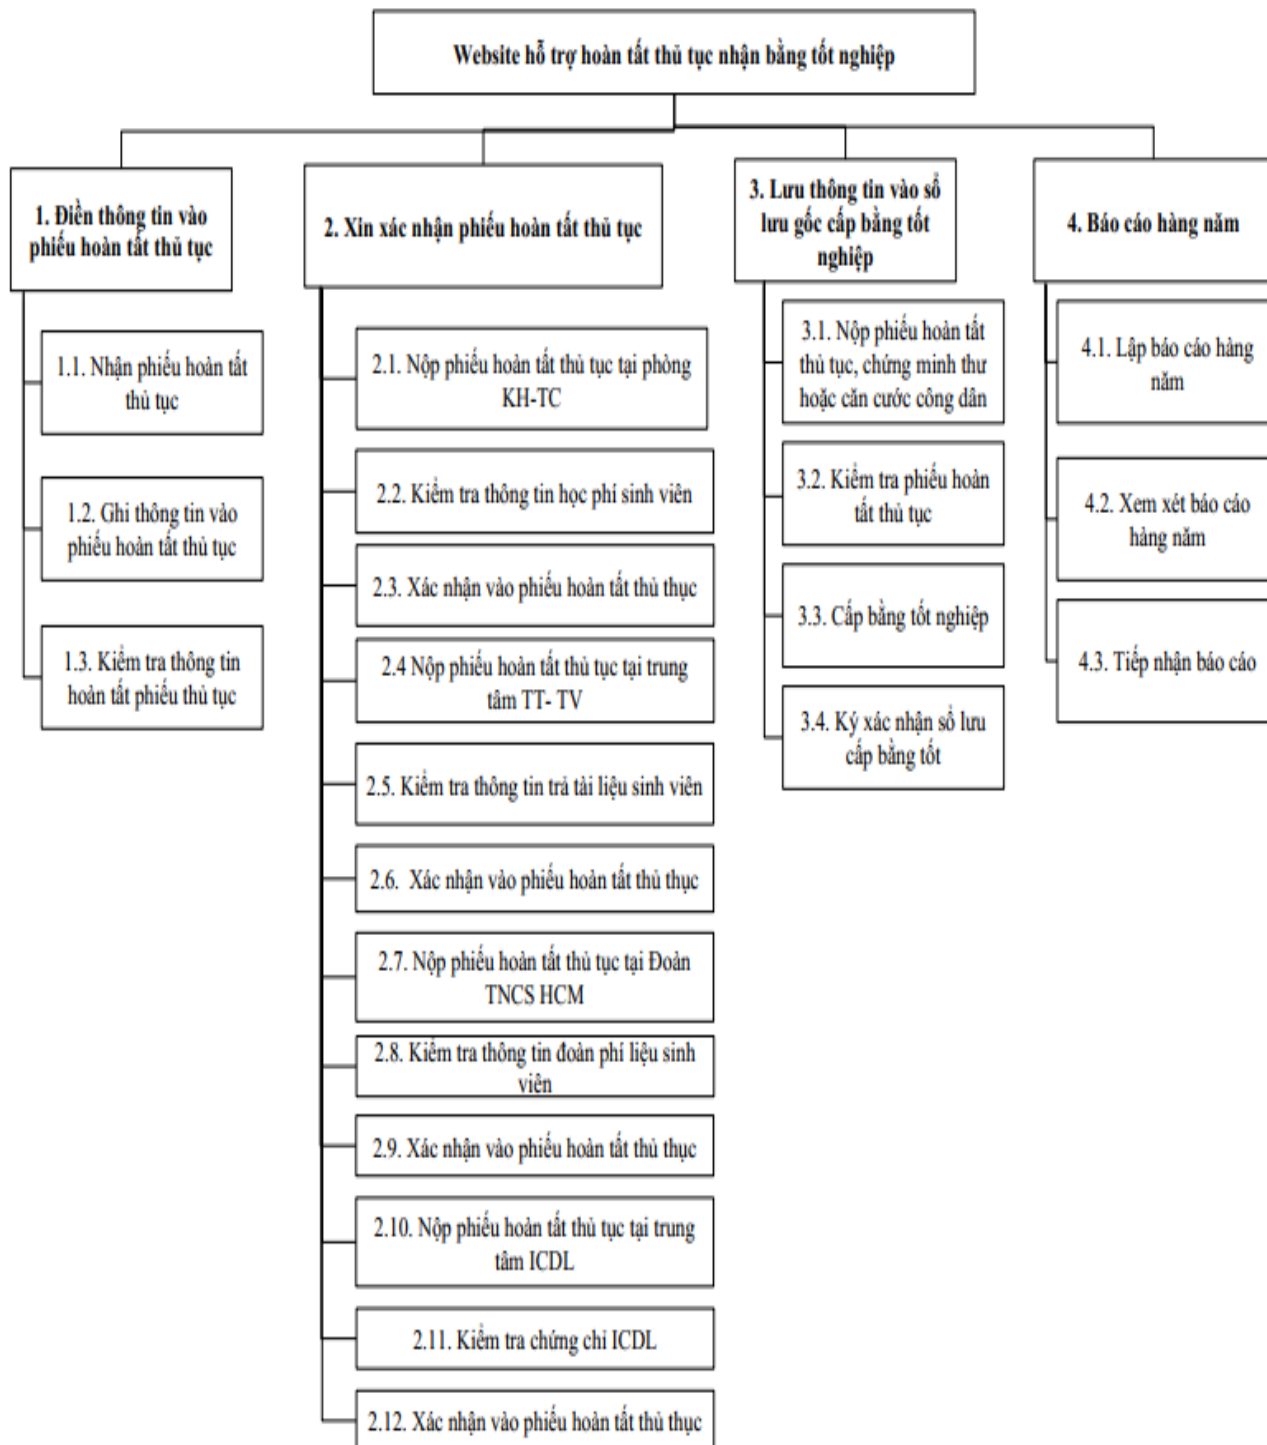 Website hỗ trợ hoàn tất thủ tục nhận bằng tốt nghiệp
1. Điền thông tin vào
phiếu hoàn tất thủ tục
1.1. Nhận phiếu hoàn tất
thủ tục
1.2. Ghi thông tin vào
phiếu hoàn tất thủ tục
1.3. Kiểm tra thông tin
hoàn tất phiếu thủ tục
2. Xin xác nhận phiếu hoàn tất thủ tục
2.1. Nộp phiếu hoàn tất thủ tục tại phòng
KH-TC
2.2. Kiểm tra thông tin học phí sinh viên
2.3. Xác nhận vào phiếu hoàn tất thủ thục
2.4 Nộp phiếu hoàn tất thủ tục tại trung
tâm TT- TV
2.5. Kiểm tra thông tin trả tài liệu sinh viên
2.6. Xác nhận vào phiếu hoàn tất thủ thục
2.7. Nộp phiếu hoàn tất thủ tục tại Đoàn
TNCS HCM
2.8. Kiểm tra thông tin đoàn phí liệu sinh
viên
2.9. Xác nhận vào phiếu hoàn tất thủ thục
2.10. Nộp phiếu hoàn tất thủ tục tại trung
tâm ICDL
2.11. Kiểm tra chứng chỉ ICDL
2.12. Xác nhận vào phiếu hoàn tất thủ thục
3. Lưu thông tin vào sổ
lưu gốc cấp bằng tốt
nghiệp
3.1. Nộp phiếu hoàn tất
thủ tục, chứng minh thư
hoặc căn cước công dân
3.2. Kiểm tra phiếu hoàn
tất thủ tục
3.3. Cấp bằng tốt nghiệp
3.4. Ký xác nhận sổ lưu
cấp bằng tốt
4. Báo cáo hàng năm
4.1. Lập báo cáo hàng
năm
4.2. Xem xét báo cáo
hàng năm
4.3. Tiếp nhận báo cáo